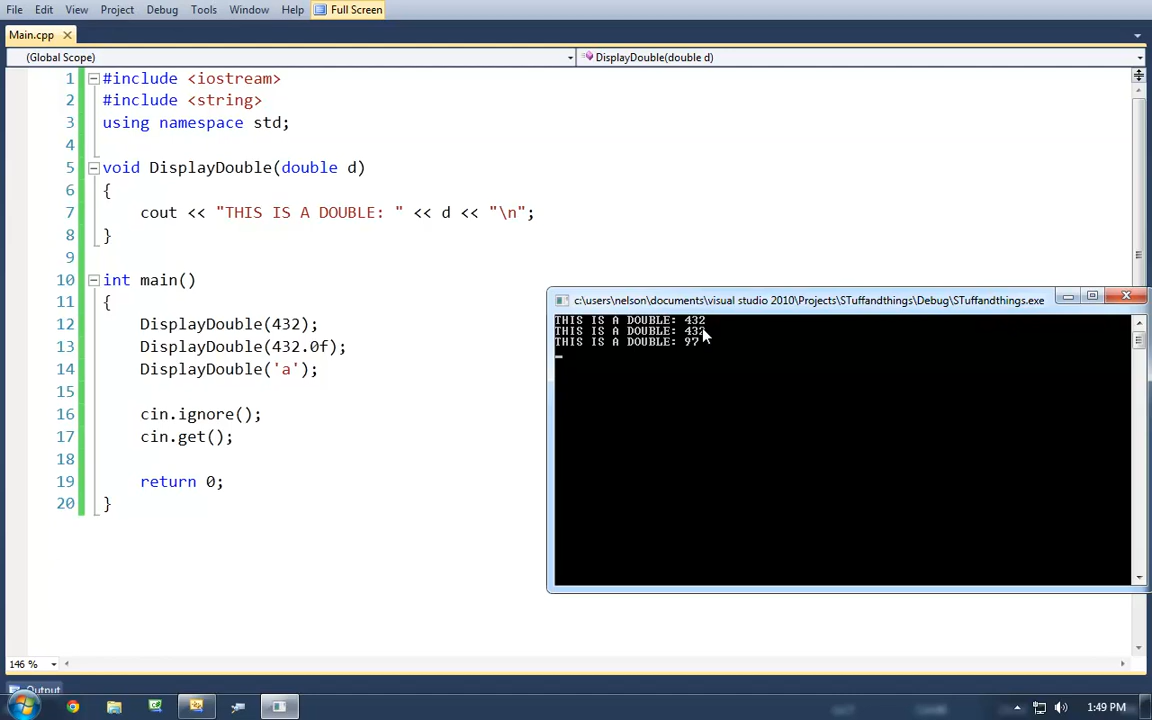 File Edit View Project Debug Tools Window Help Full Screen
Main.cpp
(Global Scope) DisplayDouble(double d)
1 #include <iostream>
2 #include <string>
3 using namespace std;
4
5 void DisplayDouble(double d)
6 {
7 cout << "THIS IS A DOUBLE: " << d << "\n";
8 }
9
10 int main()
11 {
12 DisplayDouble(432);
13 DisplayDouble(432.0f);
14 DisplayDouble('a');
15
16 cin.ignore();
17 cin.get();
18
19 return 0;
20 }
c:\users\nelson\documents\visual studio 2010\Projects\STuffandthings\Debug\STuffandthings.exe
THIS IS A DOUBLE: 432
THIS IS A DOUBLE: 432
THIS IS A DOUBLE: 97
146 %
Output
1:49 PM